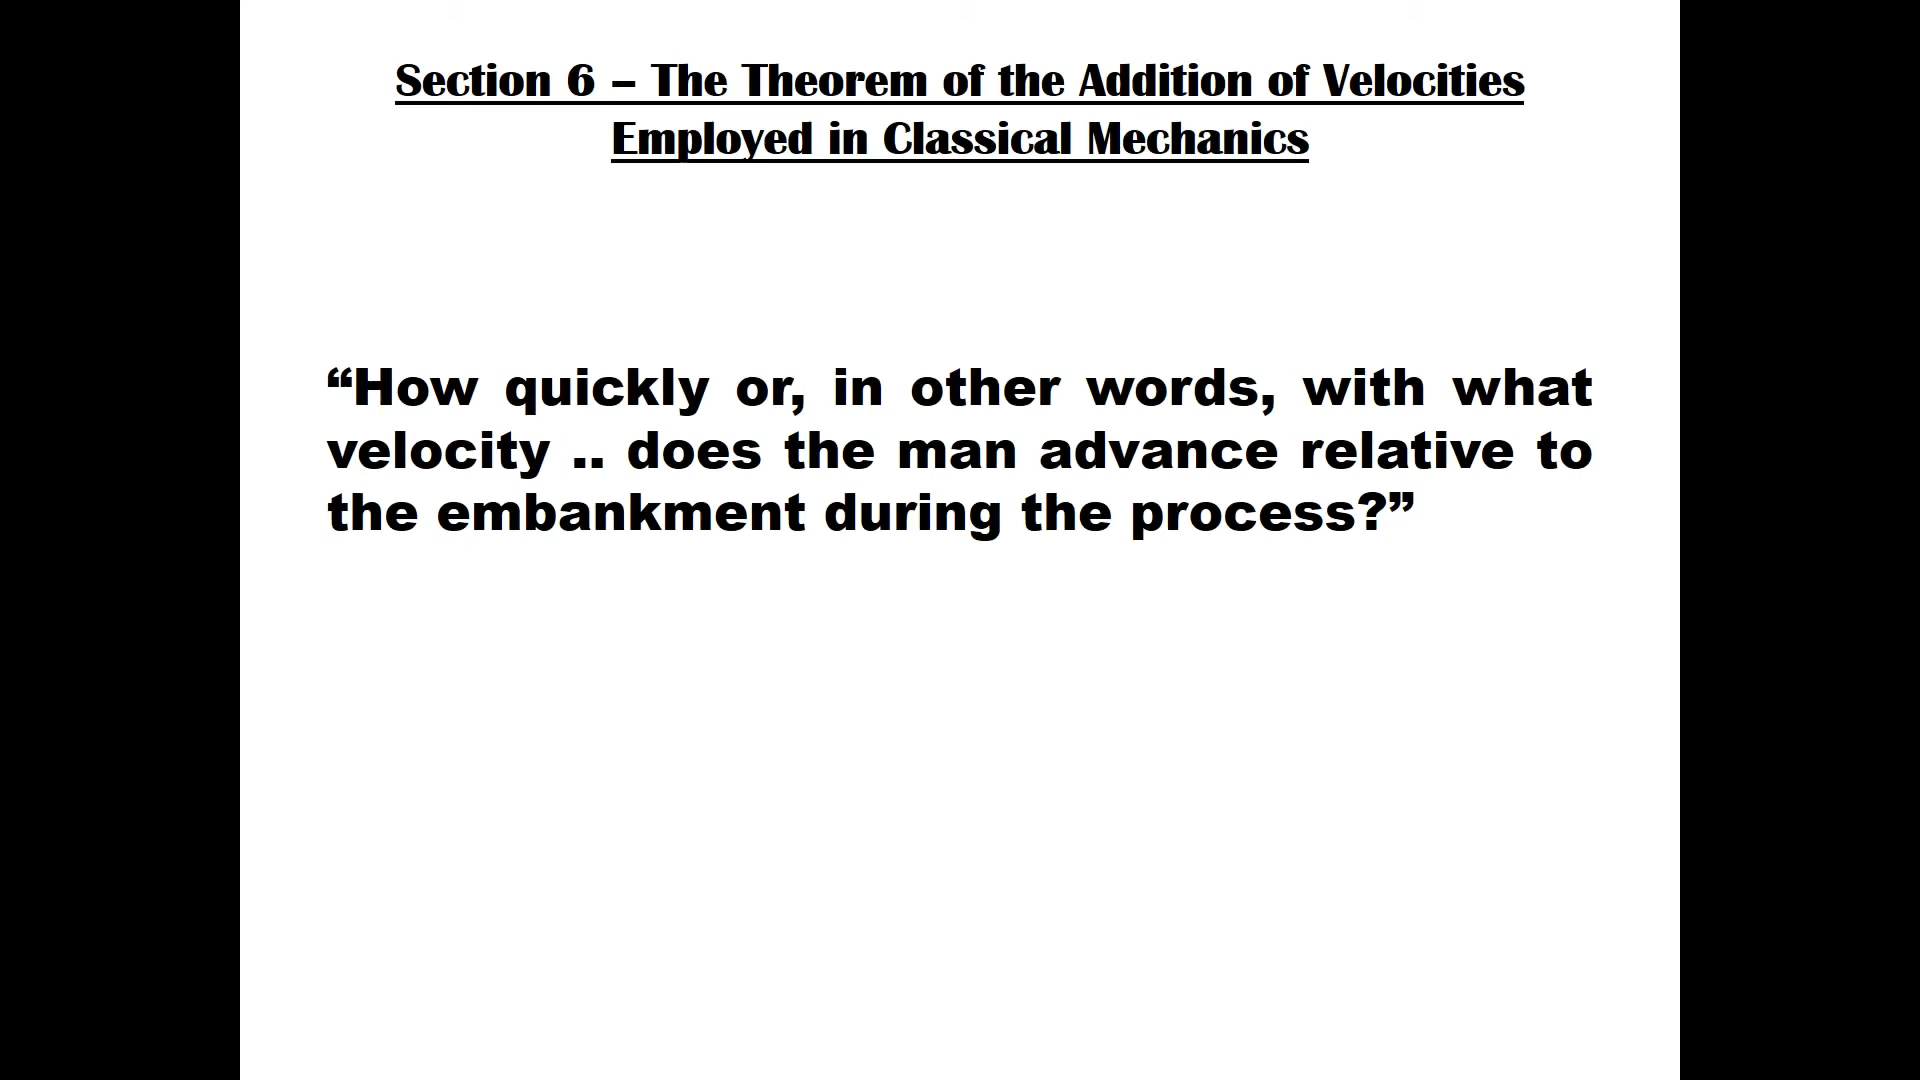 Section 6 – The Theorem of the Addition of Velocities
Employed in Classical Mechanics
“How quickly or, in other words, with what
velocity .. does the man advance relative to
the embankment during the process?”